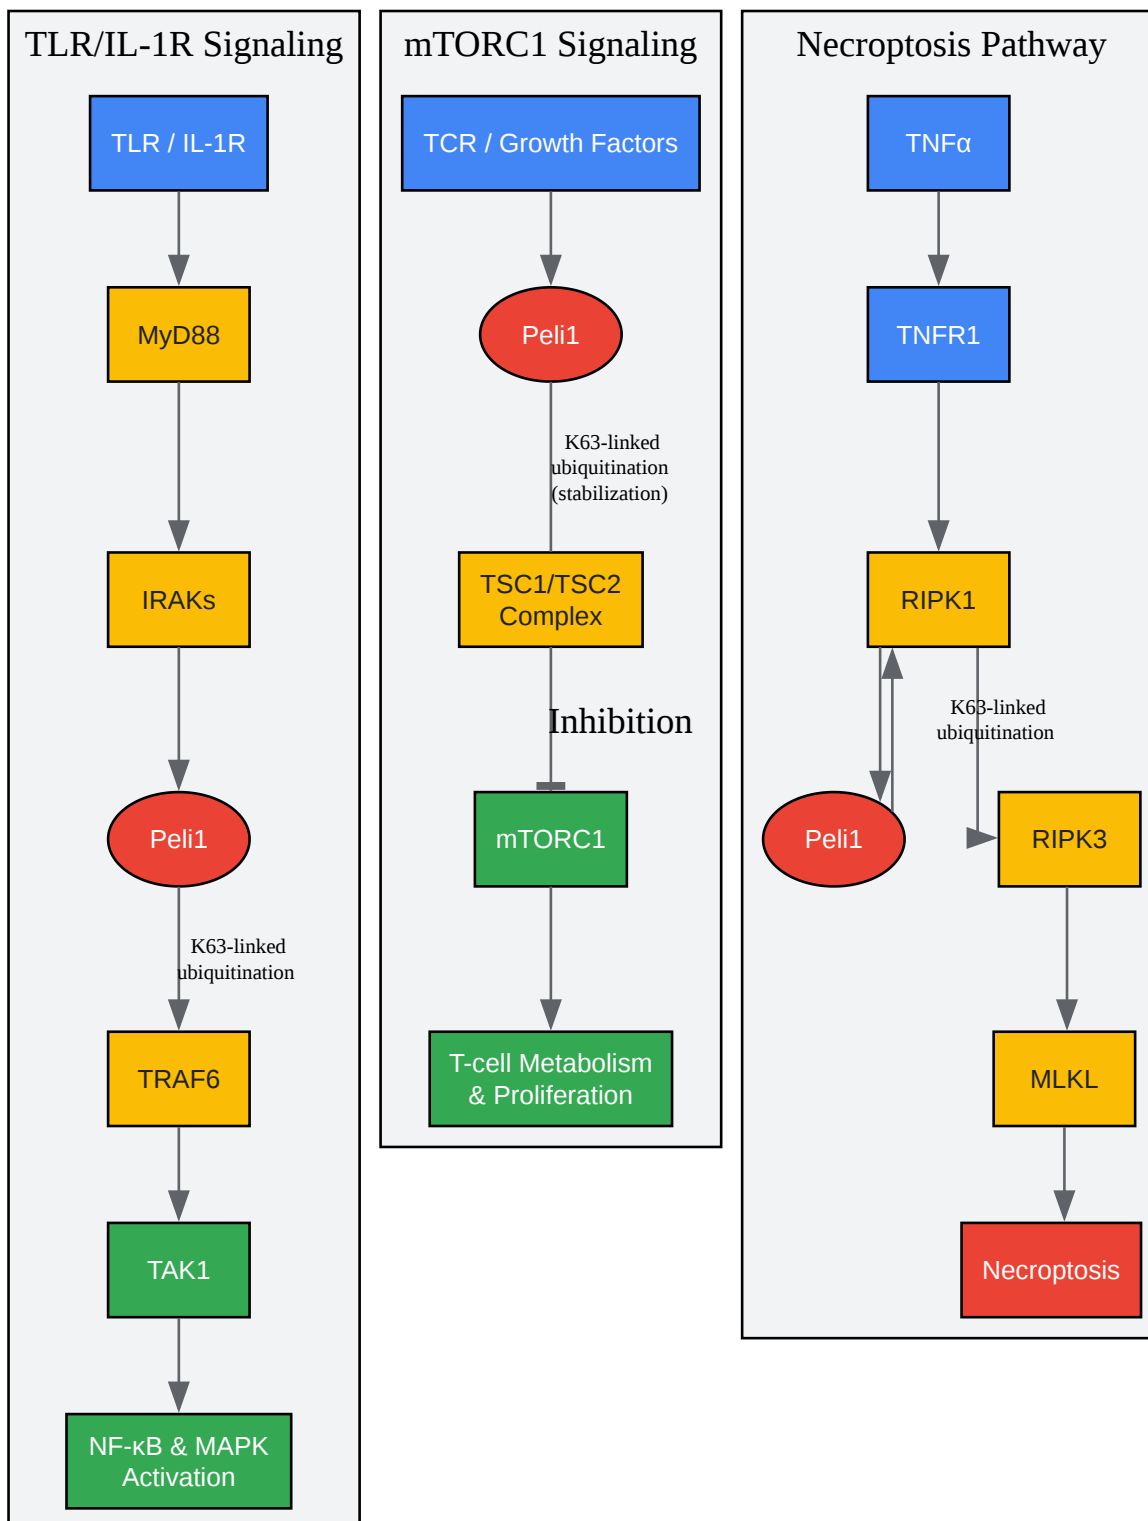 TLR/IL-1R Signaling
TLR / IL-1R
MyD88
IRAKs
Peli1
K63-linked
ubiquitination
TRAF6
TAK1
NF-κB & MAPK
Activation
mTORC1 Signaling
TCR / Growth Factors
Peli1
K63-linked
ubiquitination
(stabilization)
TSC1/TSC2
Complex
Inhibition
mTORC1
T-cell Metabolism
& Proliferation
Necroptosis Pathway
TNFα
TNFR1
RIPK1
K63-linked
ubiquitination
Peli1
RIPK3
MLKL
Necroptosis